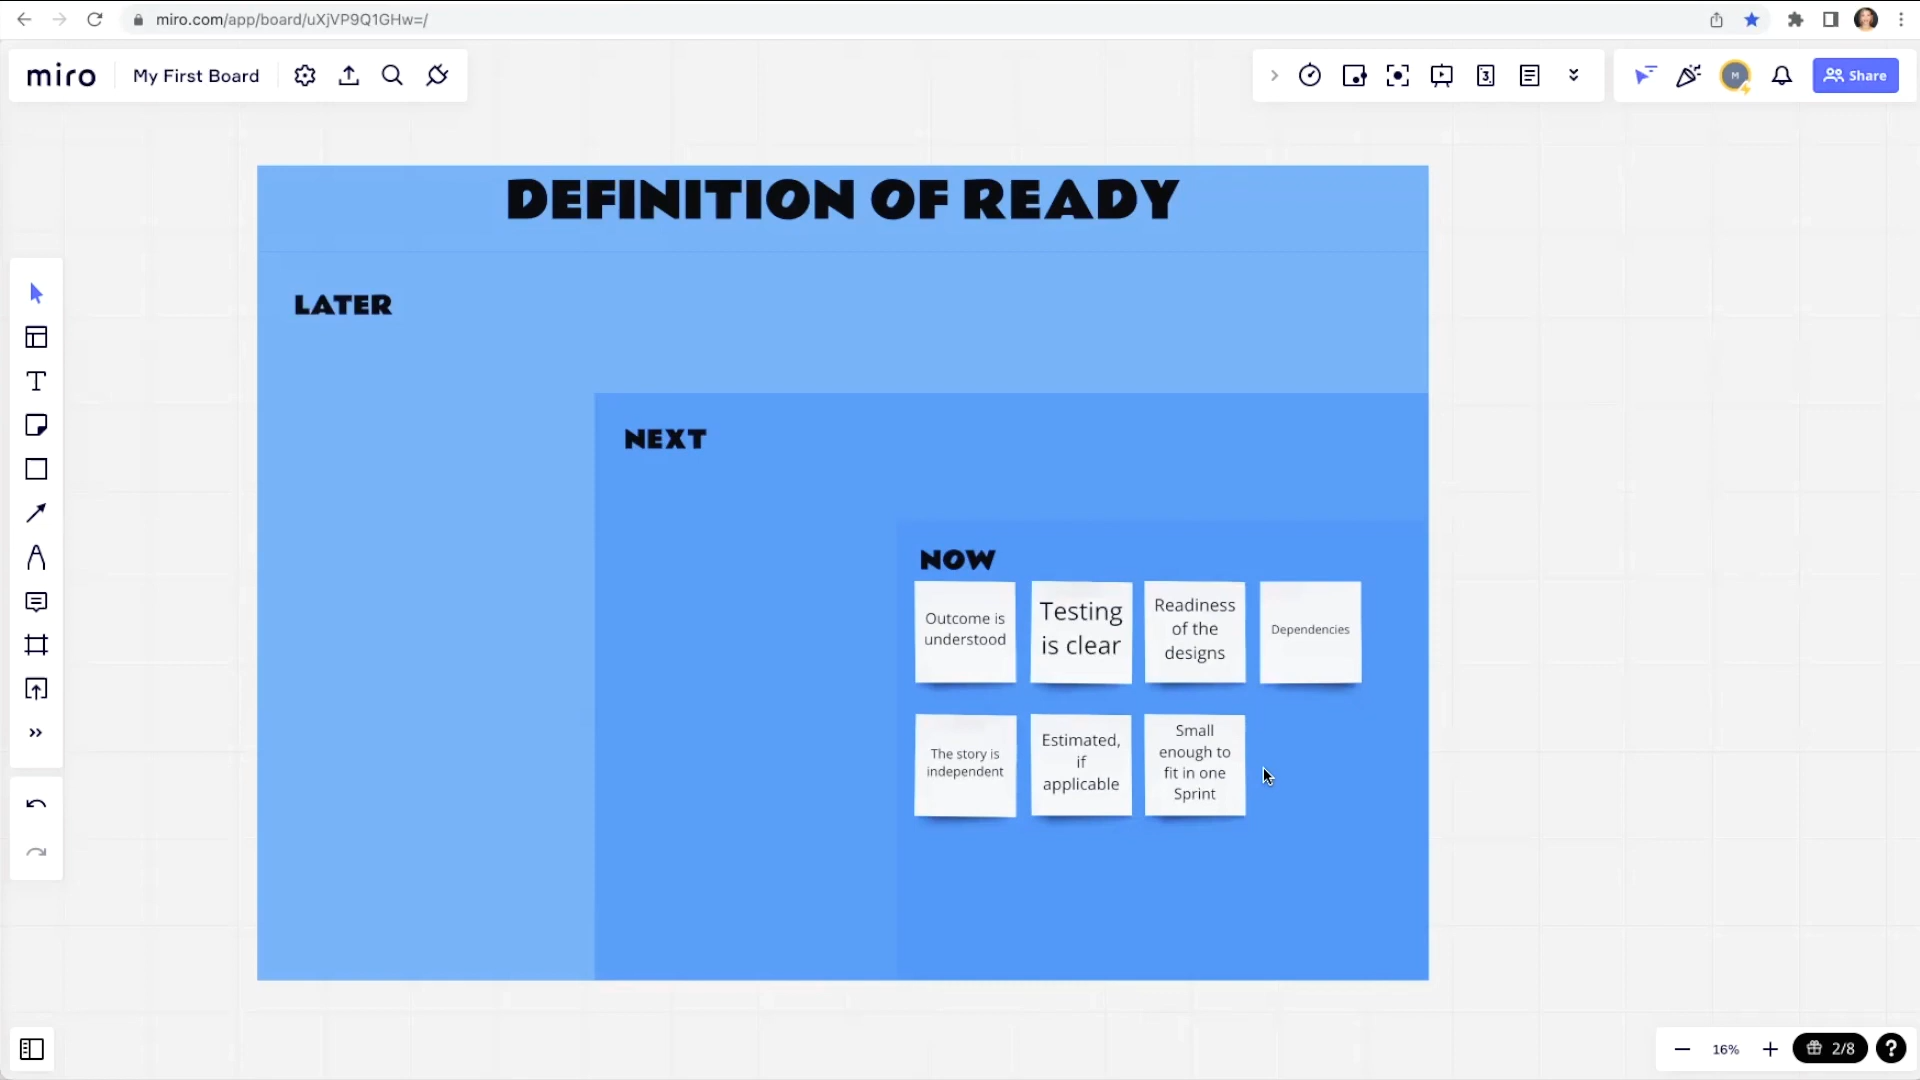 miro.com/app/board/uXjVP9Q1GHw=/
miro
My First Board
3
M
Share
DEFINITION OF READY
LATER
NEXT
NOW
Outcome is
understood
Testing
is clear
Readiness
of the
designs
Dependencies
The story is
independent
Estimated,
if
applicable
Small
enough to
fit in one
Sprint
16%
2/8
?